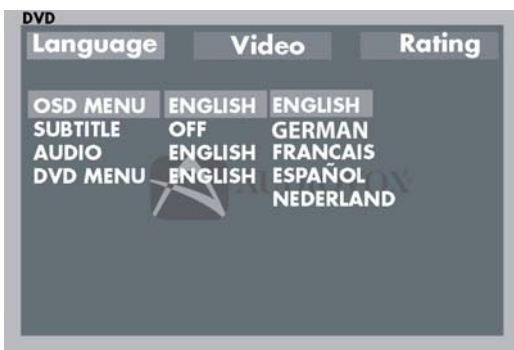 DVD
Language Video Rating
OSD MENU ENGLISH ENGLISH
SUBTITLE OFF GERMAN
AUDIO ENGLISH FRANCAIS
DVD MENU ENGLISH ESPAÑOL
NEDERLAND